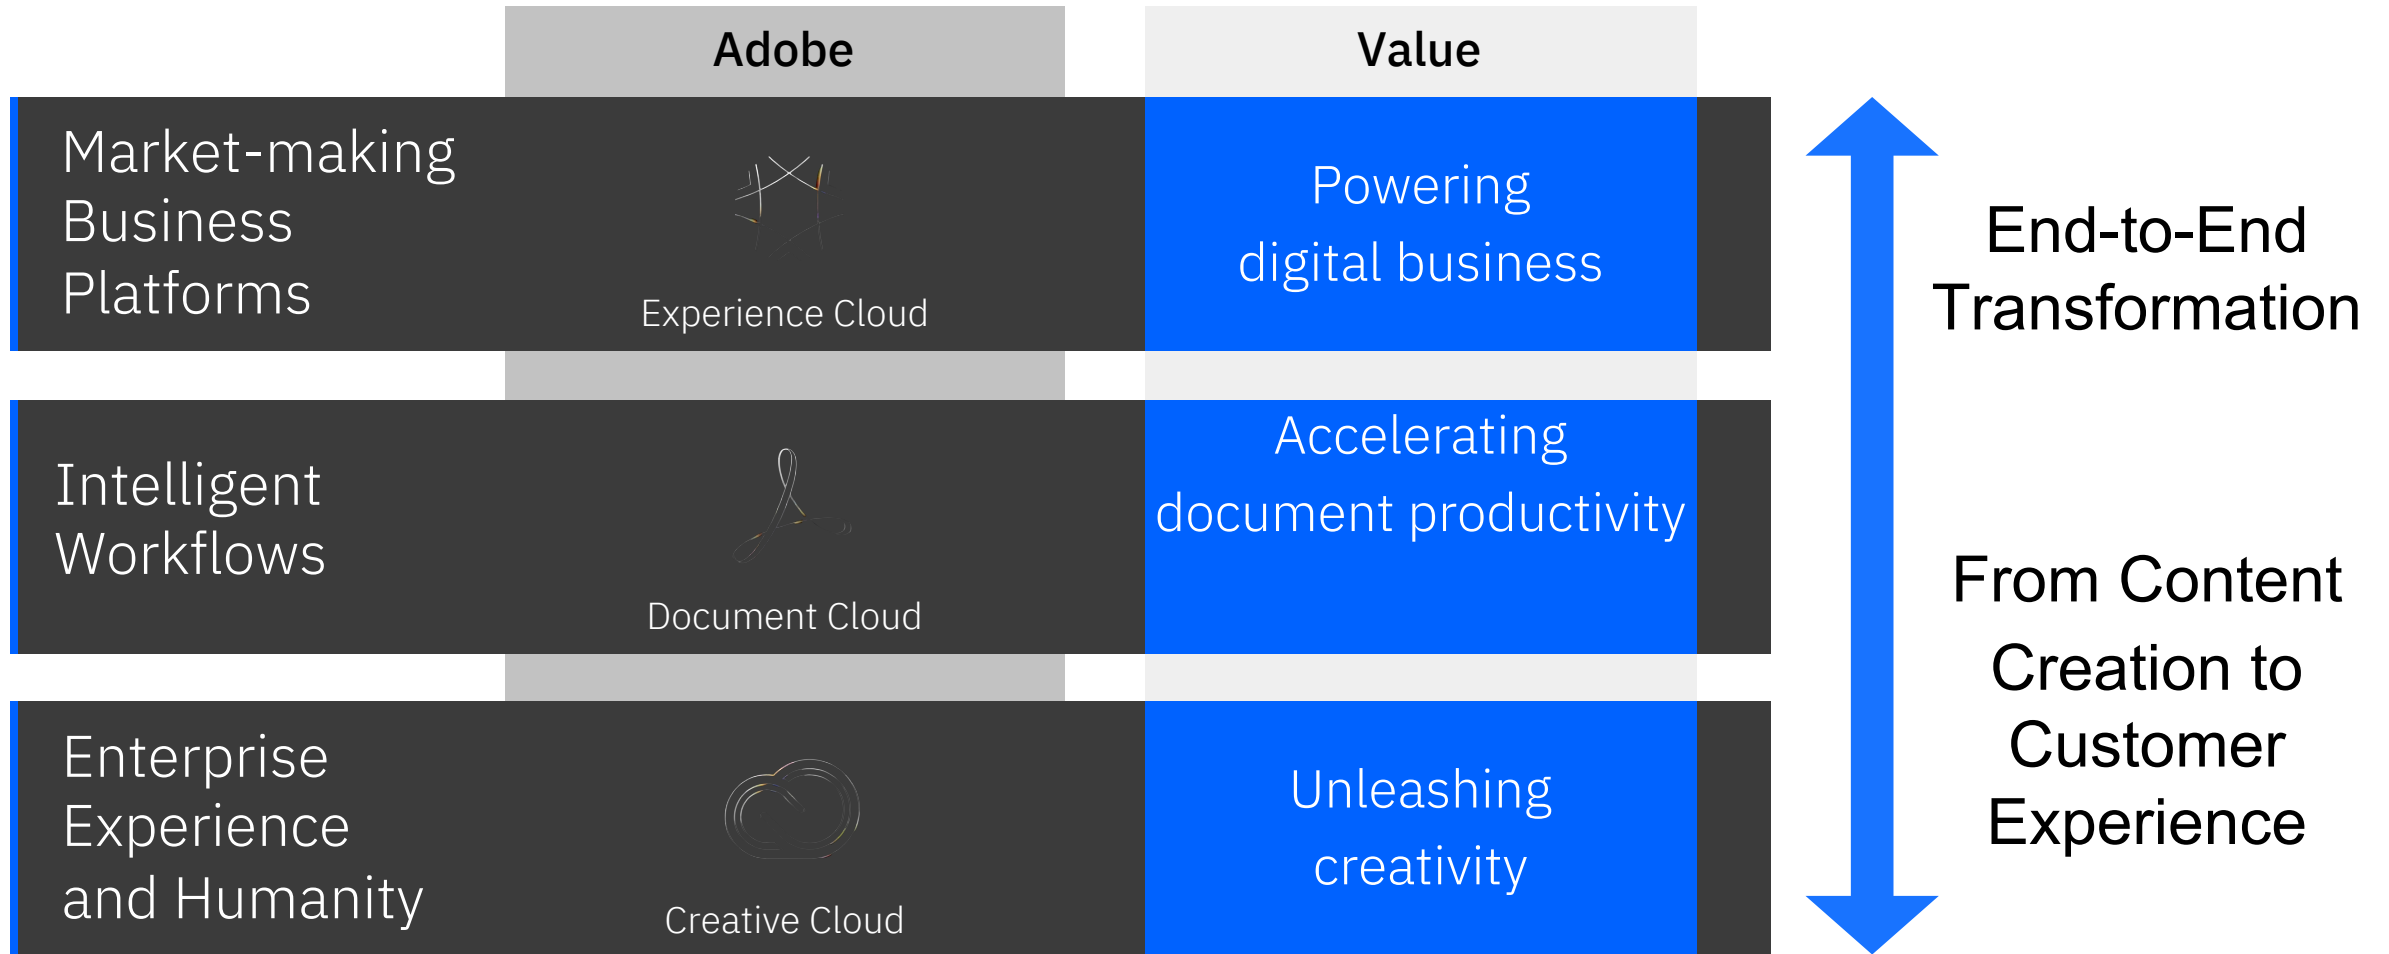 Adobe
Value
Market-making
Business
Platforms
Experience Cloud
Powering
digital business
Intelligent
Workflows
Document Cloud
Accelerating
document productivity
Enterprise
Experience
and Humanity
Creative Cloud
Unleashing
creativity
End-to-End
Transformation
From Content
Creation to
Customer
Experience